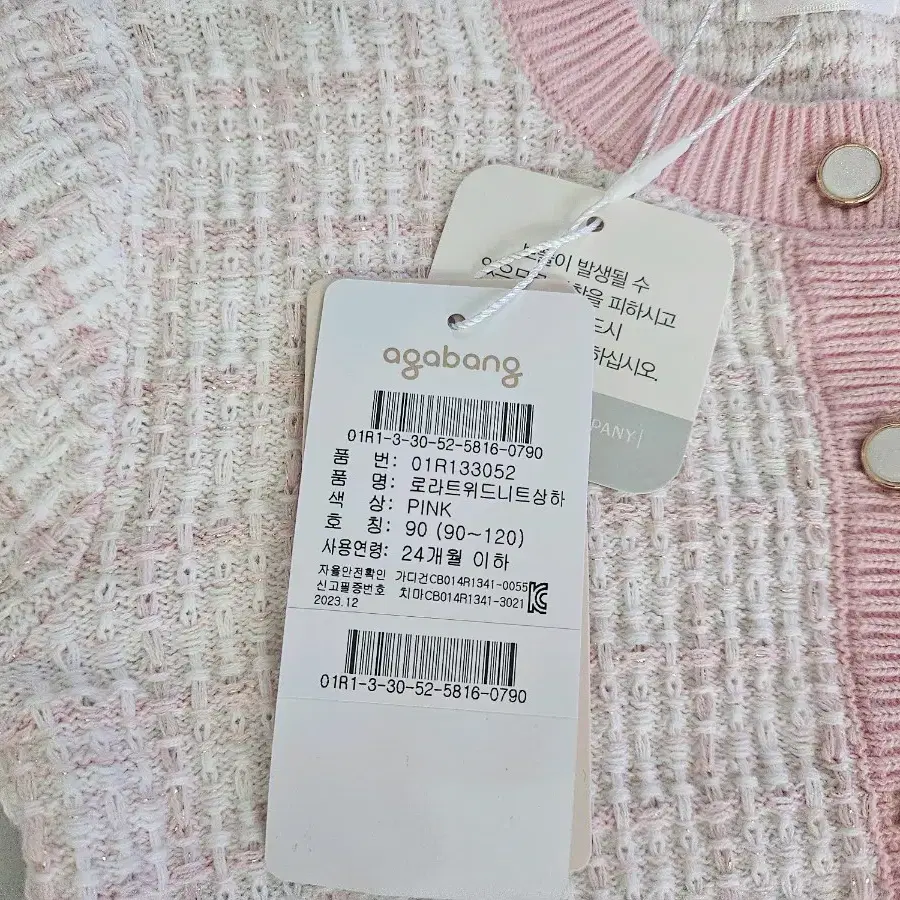 발생될 수
피하시고
하십시오.
PANY
agabang
01R1-3-30-52-5816-0790
품 번: 01R133052
품 명: 로라트위드니트상하
색 상: PINK
호 칭: 90 (90~120)
사용연령: 24개월 이하
자율안전확인 가디건CB014R1341-0055
신고필증번호 치마CB014R1341-3021
2023.12
01R1-3-30-52-5816-0790